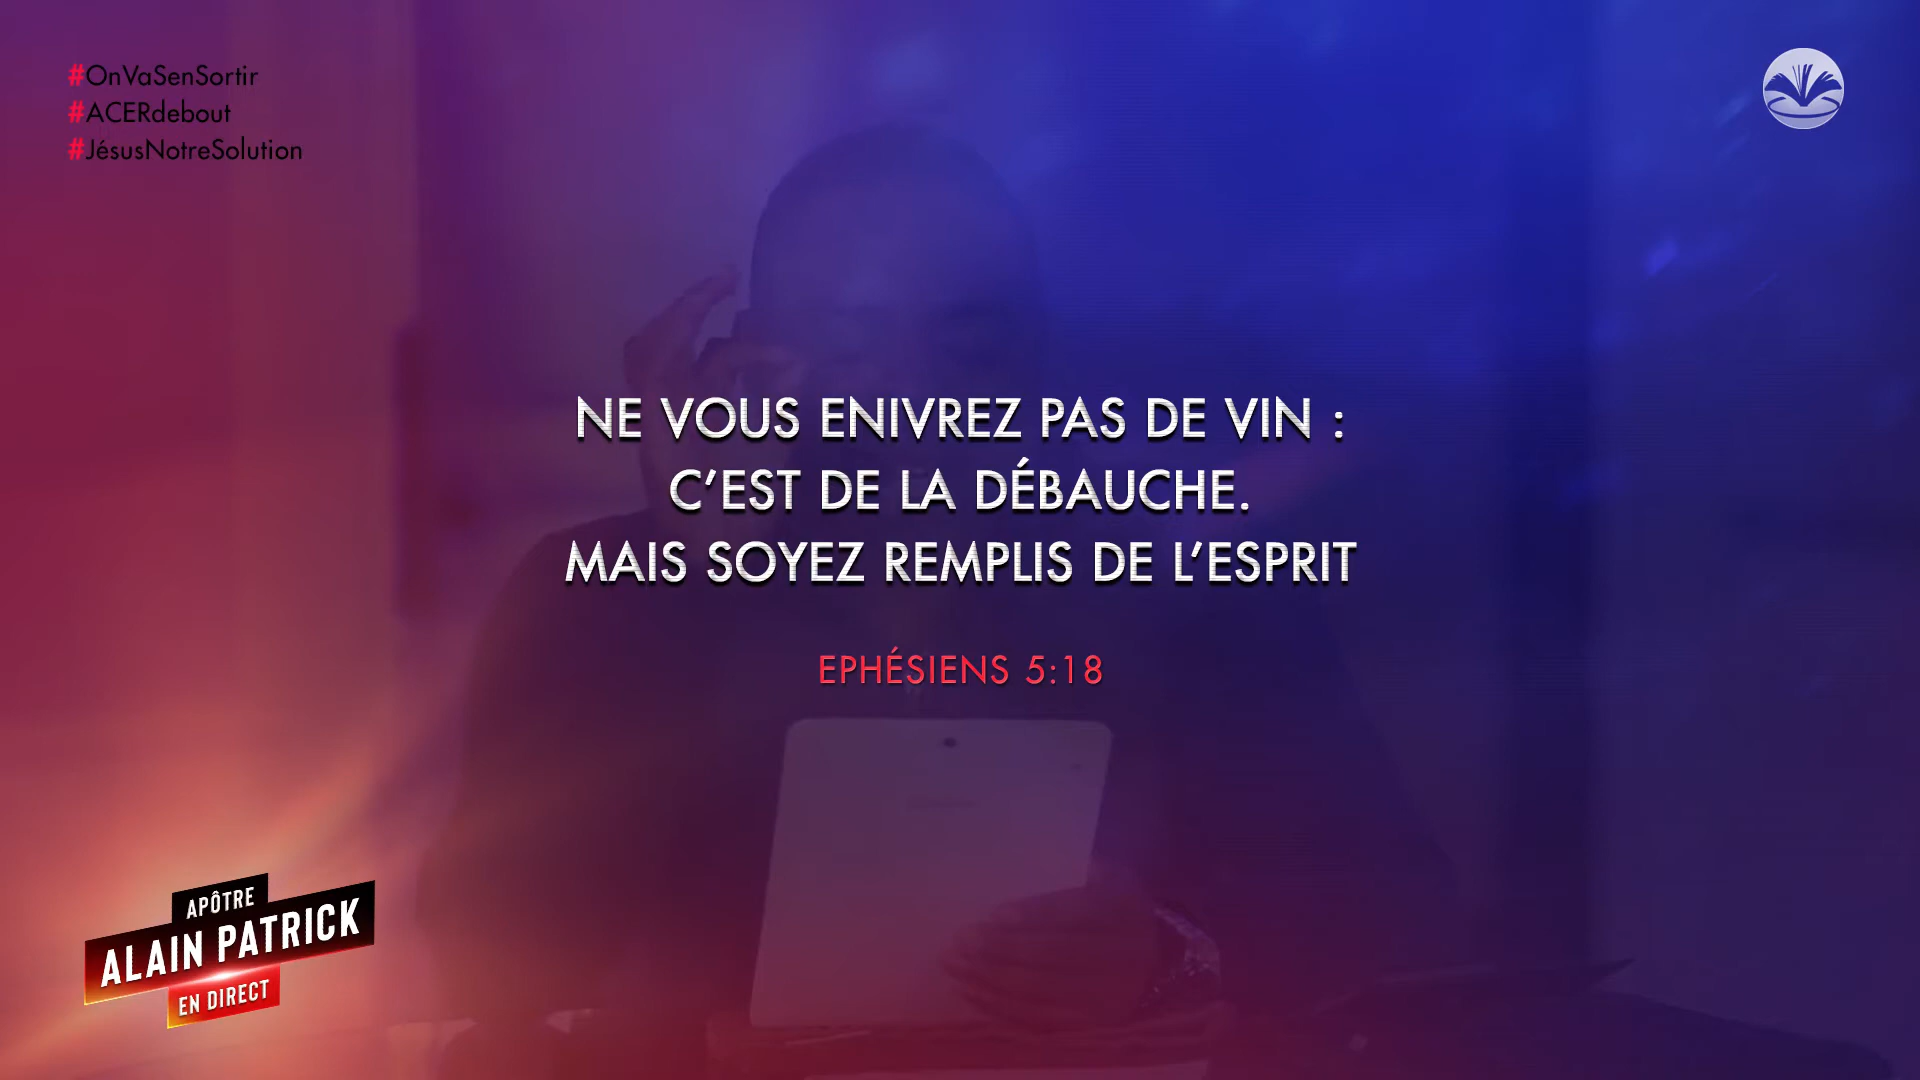 #OnVaSenSortir
#ACERdebout
#JésusNotreSolution
NE VOUS ENIVREZ PAS DE VIN :
C’EST DE LA DÉBAUCHE.
MAIS SOYEZ REMPLIS DE L’ESPRIT
EPHÉSIENS 5:18
APÔTRE
ALAIN PATRICK
EN DIRECT